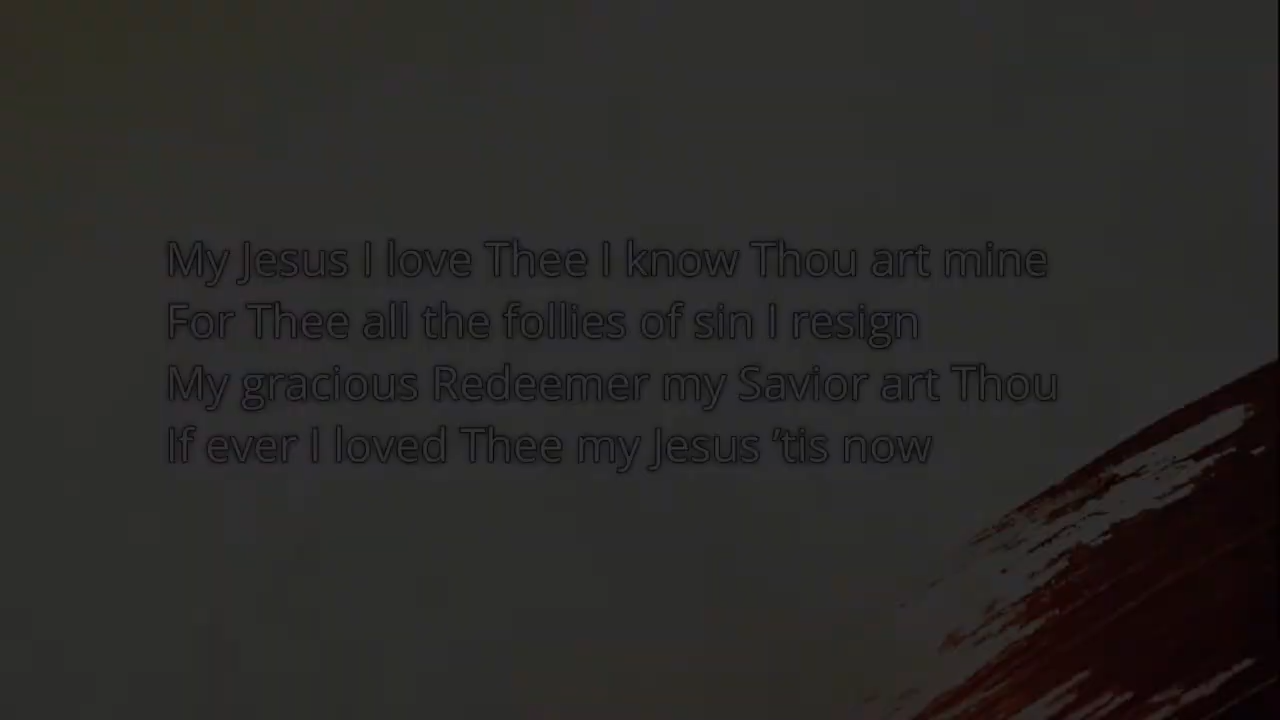 My Jesus I love Thee I know Thou art mine
For Thee all the follies of sin I resign
My gracious Redeemer my Savior art Thou
If ever I loved Thee my Jesus ’tis now